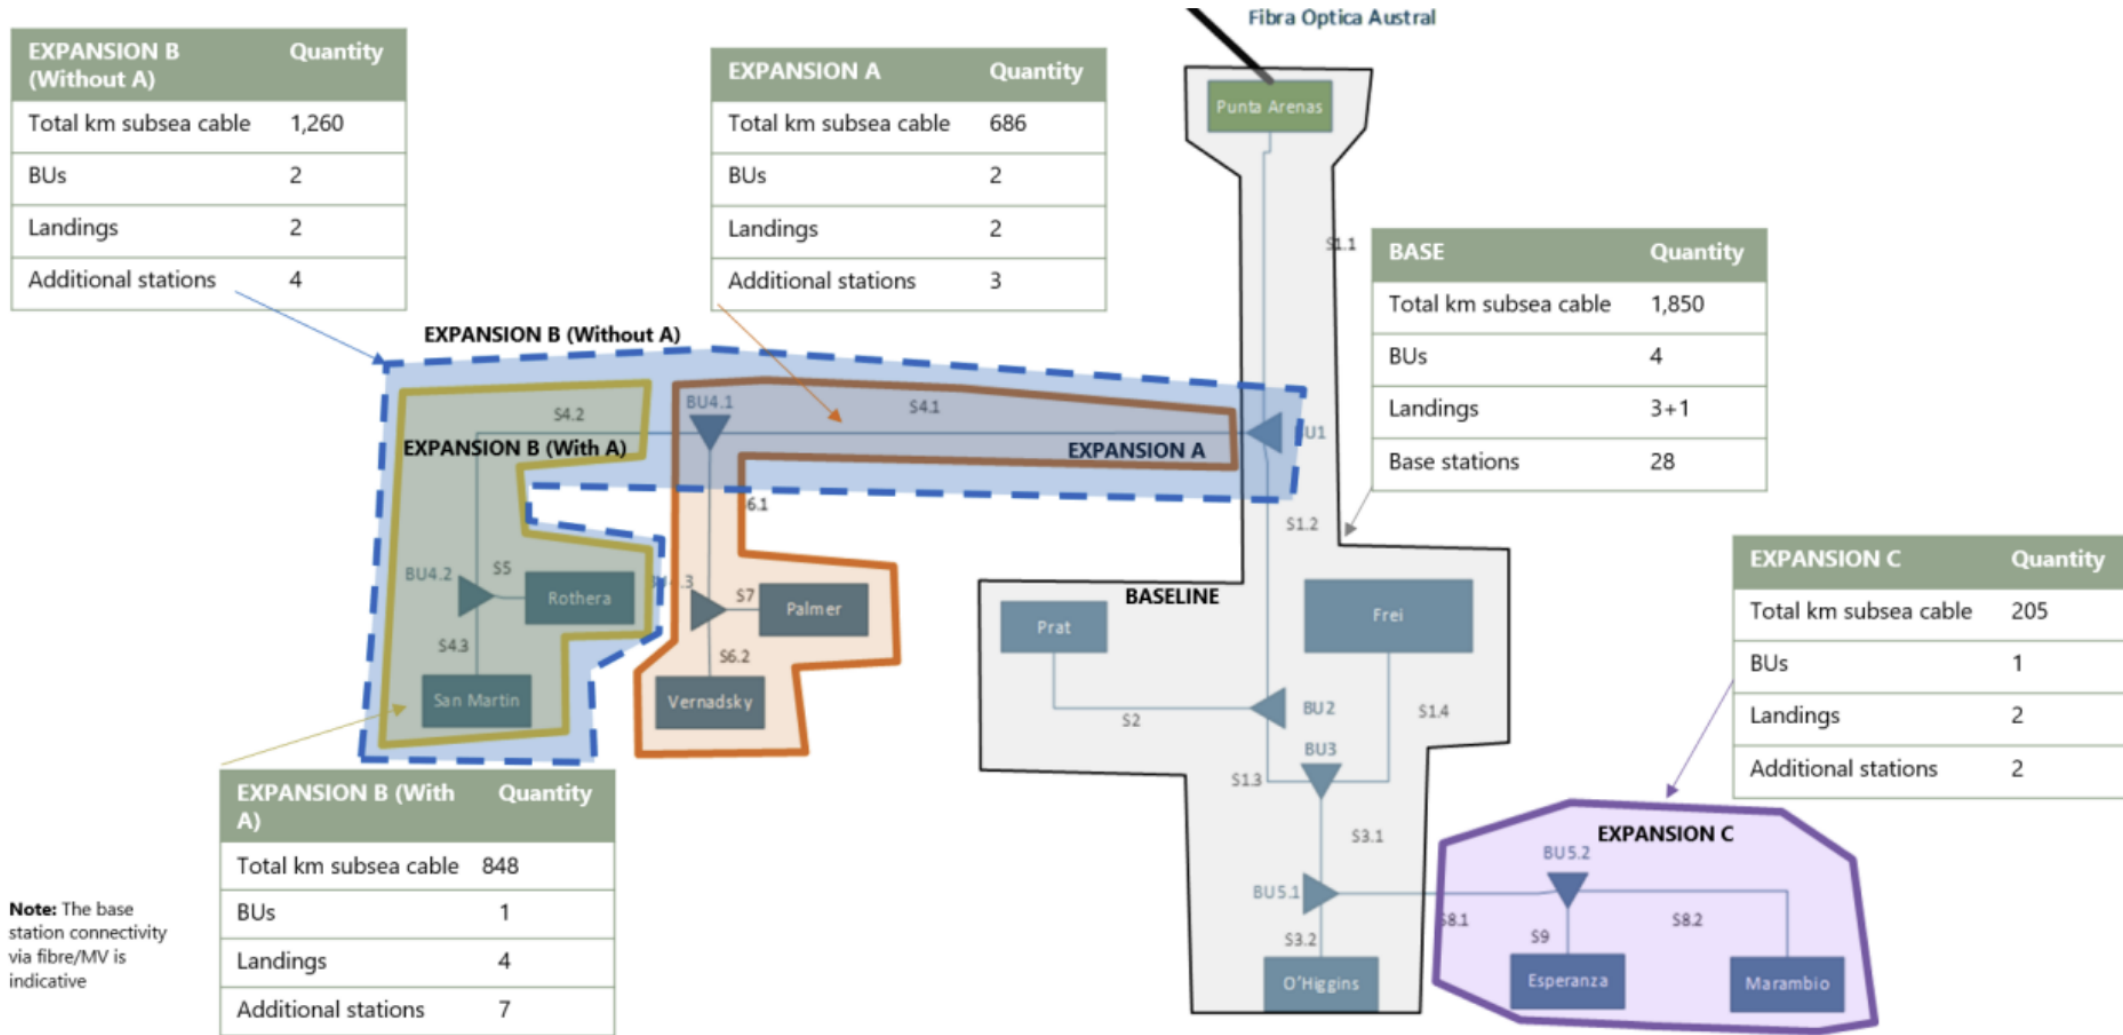 Fibra Optica Austral
EXPANSION B (Without A) Quantity
Total km subsea cable 1,260
BUs 2
Landings 2
Additional stations 4
EXPANSION A Quantity
Total km subsea cable 686
BUs 2
Landings 2
Additional stations 3
Punta Arenas
S1.1
BASE Quantity
Total km subsea cable 1,850
BUs 4
Landings 3+1
Base stations 28
EXPANSION B (Without A)
BU4.1
S4.1
S4.2
EXPANSION B (With A)
EXPANSION A
U1
6.1
S1.2
BU4.2
S5
Rothera
.3
S7
Palmer
BASELINE
Prat
Frei
S4.3
S6.2
San Martin
Vernadsky
S2
BU2
S1.4
BU3
S1.3
EXPANSION C Quantity
Total km subsea cable 205
BUs 1
Landings 2
Additional stations 2
EXPANSION B (With
A) Quantity
Total km subsea cable 848
BUs 1
Landings 4
Additional stations 7
S3.1
EXPANSION C
BU5.2
BU5.1
S8.1
S8.2
S9
S3.2
O'Higgins
Esperanza
Marambio
Note: The base
station connectivity
via fibre/MV is
indicative